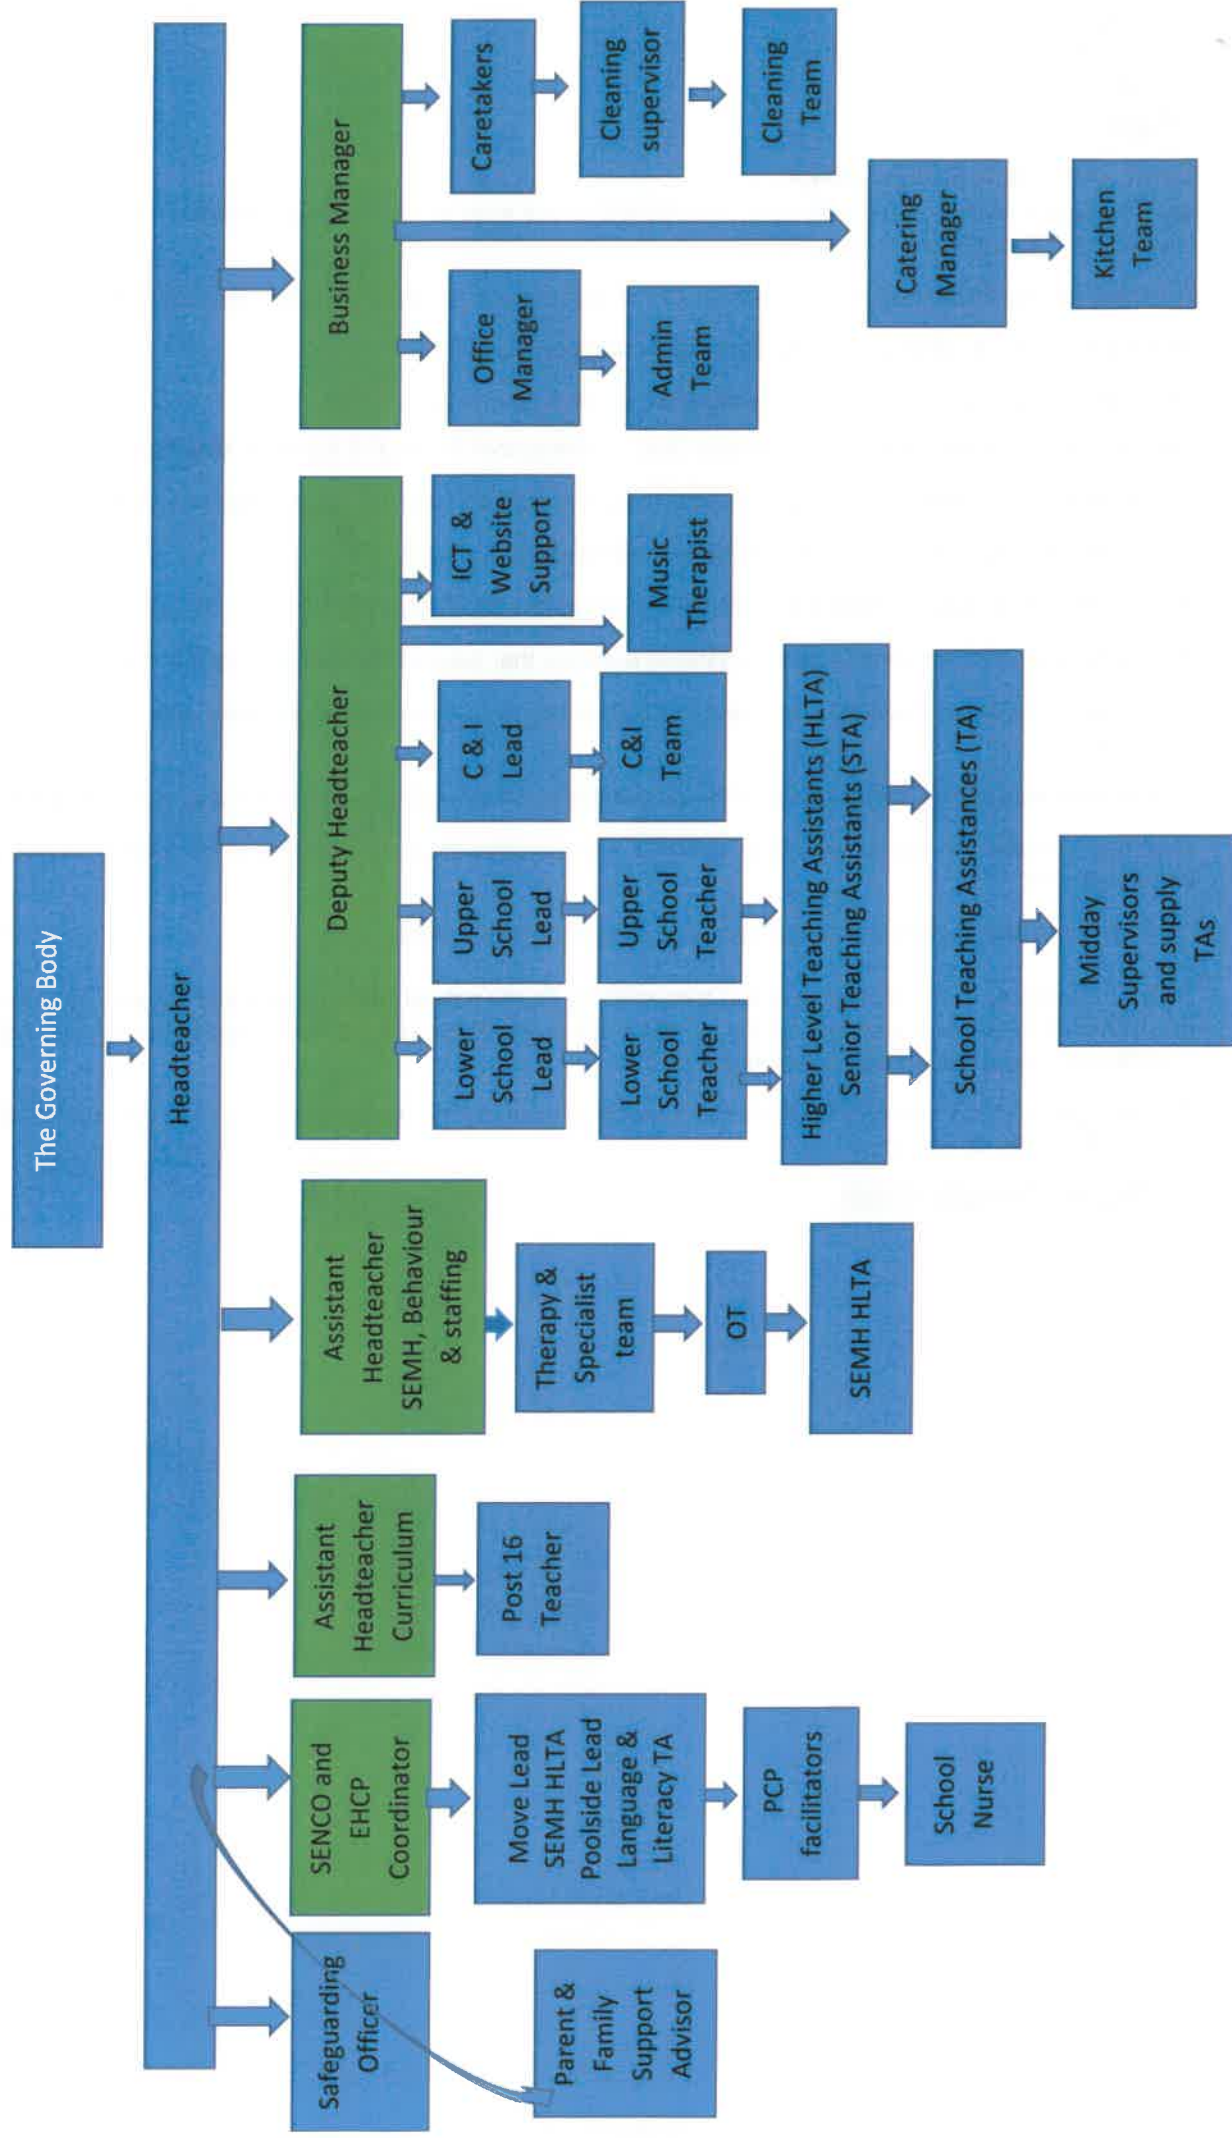 The Governing Body
Headteacher
Safeguarding
Officer
Parent &
Family
Support
Advisor
SENCO and
EHCP
Coordinator
Move Lead
SEMH HLTA
Poolside Lead
Language &
Literacy TA
PCP
facilitators
School
Nurse
Assistant
Headteacher
Curriculum
Post 16
Teacher
Assistant
Headteacher
SEMH, Behaviour
& staffing
Therapy &
Specialist
team
OT
SEMH HLTA
Deputy Headteacher
Lower
School
Lead
Lower
School
Teacher
Upper
School
Lead
Upper
School
Teacher
C & I
Lead
C&I
Team
ICT &
Website
Support
Music
Therapist
Higher Level Teaching Assistants (HLTA)
Senior Teaching Assistants (STA)
School Teaching Assistances (TA)
Midday
Supervisors
and supply
TAs
Business Manager
Office
Manager
Admin
Team
Caretakers
Cleaning
supervisor
Cleaning
Team
Catering
Manager
Kitchen
Team